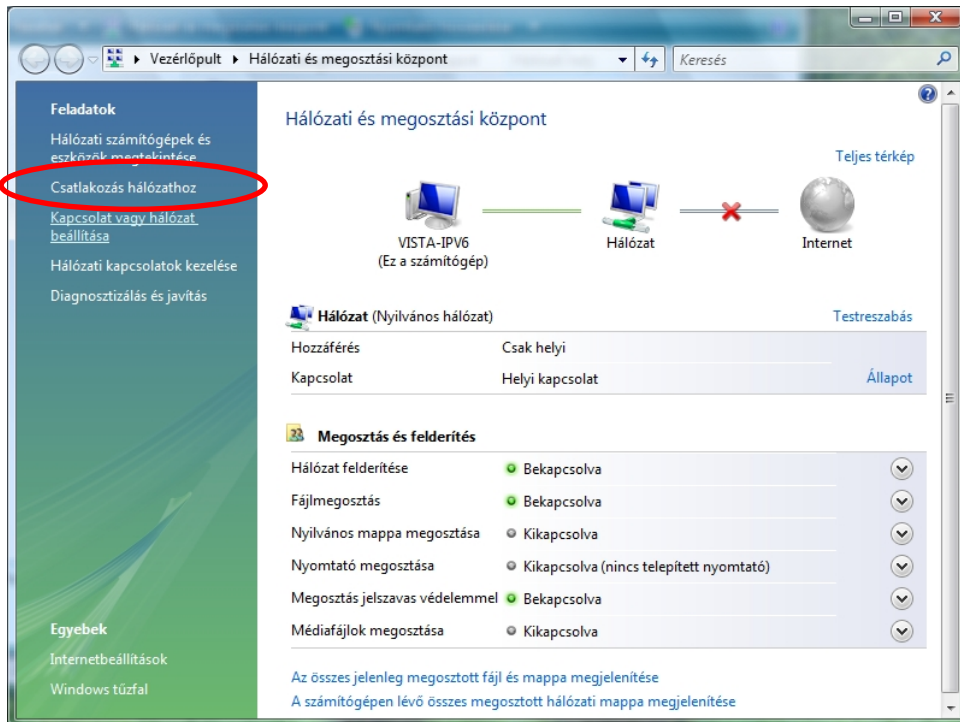 Vezérlőpult ▸ Hálózati és megosztási központ
Keresés
Feladatok
Hálózati számítógépek és
eszközök megtekintése
Csatlakozás hálózathoz
Kapcsolat vagy hálózat
beállítása
Hálózati kapcsolatok kezelése
Diagnosztizálás és javítás
Egyebek
Internetbeállítások
Windows tűzfal
Hálózati és megosztási központ
Teljes térkép
VISTA-IPV6
(Ez a számítógép)
Hálózat
Internet
Hálózat (Nyilvános hálózat)
Testreszabás
Hozzáférés Csak helyi
Kapcsolat Helyi kapcsolat Állapot
Megosztás és felderítés
Hálózat felderítése Bekapcsolva
Fájlmegosztás Bekapcsolva
Nyilvános mappa megosztása Kikapcsolva
Nyomtató megosztása Kikapcsolva (nincs telepített nyomtató)
Megosztás jelszavas védelemmel Bekapcsolva
Médiafájlok megosztása Kikapcsolva
Az összes jelenleg megosztott fájl és mappa megjelenítése
A számítógépen lévő összes megosztott hálózati mappa megjelenítése